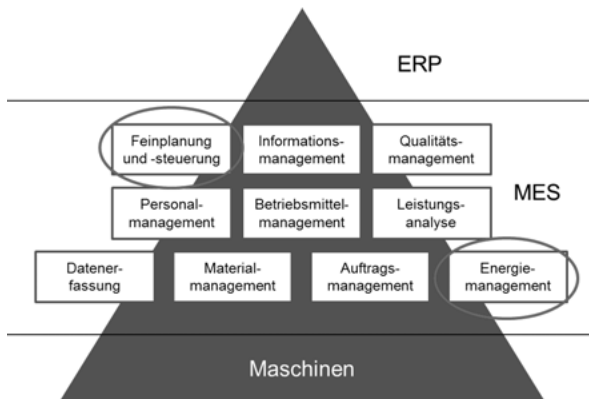 ERP
Feinplanung
und -steuerung
Informations-
management
Qualitäts-
management
MES
Personal-
management
Betriebsmittel-
management
Leistungs-
analyse
Datener-
fassung
Material-
management
Auftrags-
management
Energie-
management
Maschinen